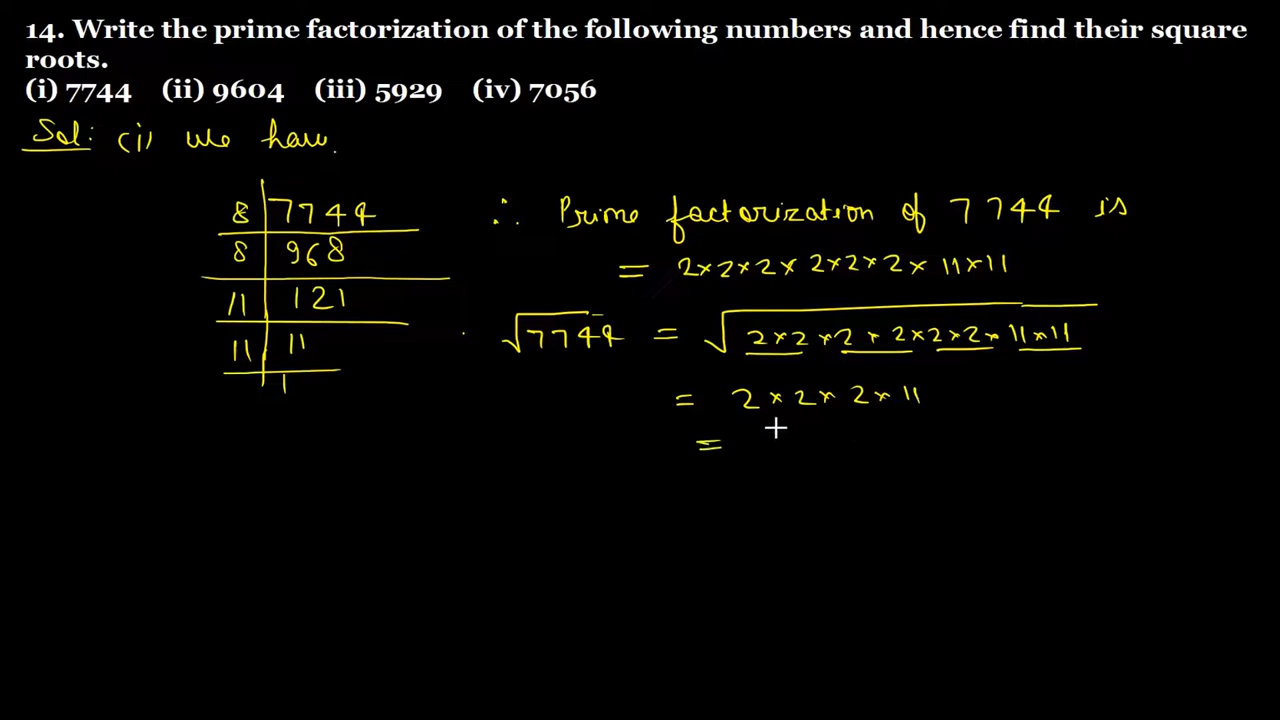 14. Write the prime factorization of the following numbers and hence find their square
roots.
(i) 7744 (ii) 9604 (iii) 5929 (iv) 7056
Sol: (i) we have.
8 | 7744
8 | 968
11 | 121
11 | 11
1
∴ Prime factorization of 7744 is
= 2×2×2× 2×2×2× 11×11
√7744 = √2×2×2×2×2×2×11×11
= 2×2×2×11
=